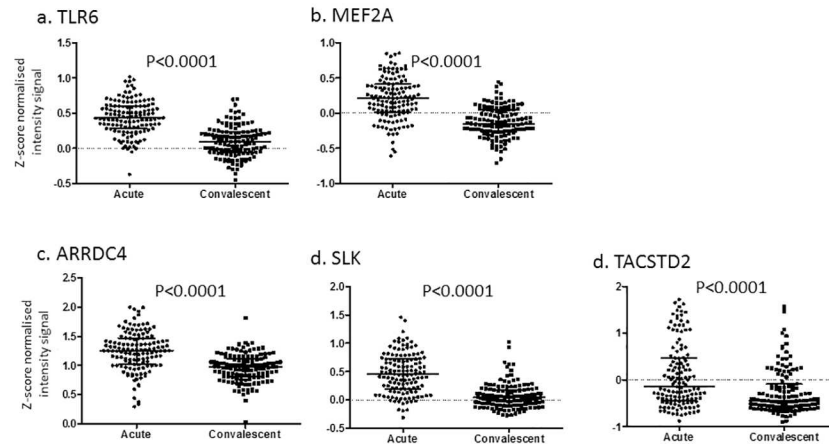 a. TLR6
b. MEF2A
Z-score normalised
intensity signal
1.5
1.0
0.5
0.0
-0.5
P<0.0001
Acute
Convalescent
1.0
0.5
0.0
-0.5
-1.0
P<0.0001
Acute
Convalescent
c. ARRDC4
d. SLK
d. TACSTD2
Z-score normalised
intensity signal
2.5
2.0
1.5
1.0
0.5
0.0
P<0.0001
Acute
Convalescent
2.0
1.5
1.0
0.5
0.0
-0.5
P<0.0001
Acute
Convalescent
2
1
0
-1
P<0.0001
Acute
Convalescent